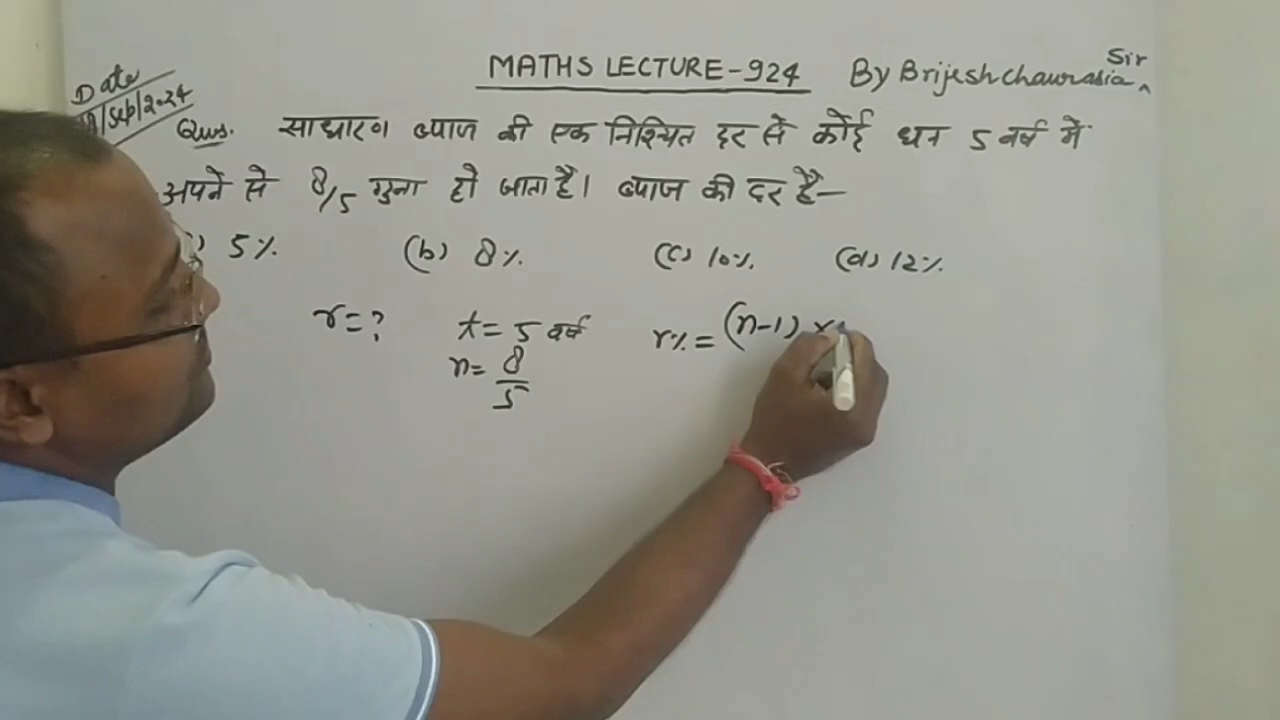 MATHS LECTURE-924 By Brijesh Chaurasia Sir
Date
/Sep/2024
Qus. साधारण ब्याज की एक निश्चित दर से कोई धन 5 वर्ष में
अपने से 8/5 गुना हो जाता है। ब्याज की दर है—
) 5% (b) 8% (c) 10% (d) 12%
r=? t= 5 वर्ष r%= (n-1) ×
n= 8/5